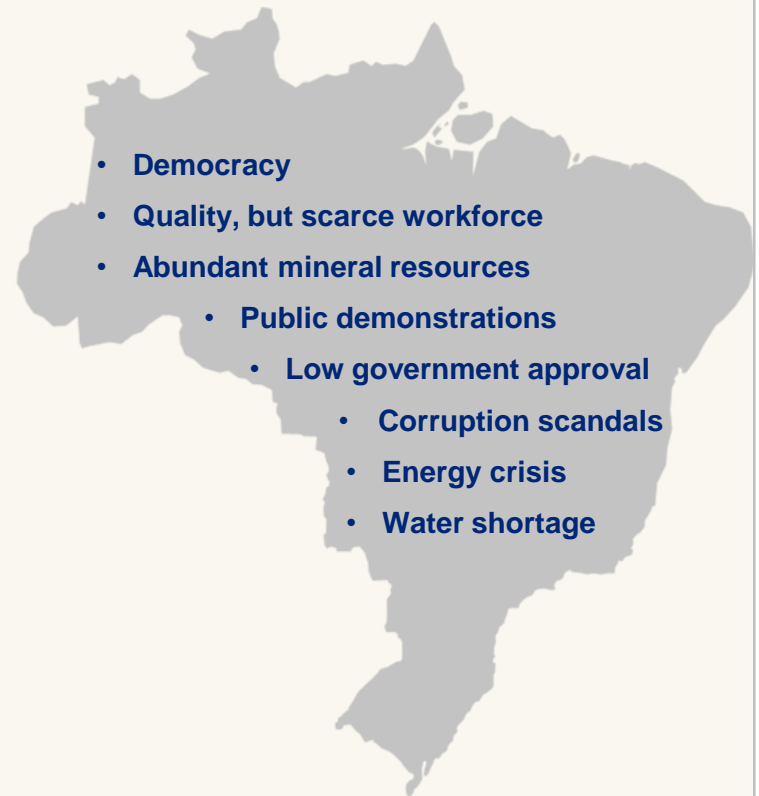 • Democracy
• Quality, but scarce workforce
• Abundant mineral resources
• Public demonstrations
• Low government approval
• Corruption scandals
• Energy crisis
• Water shortage